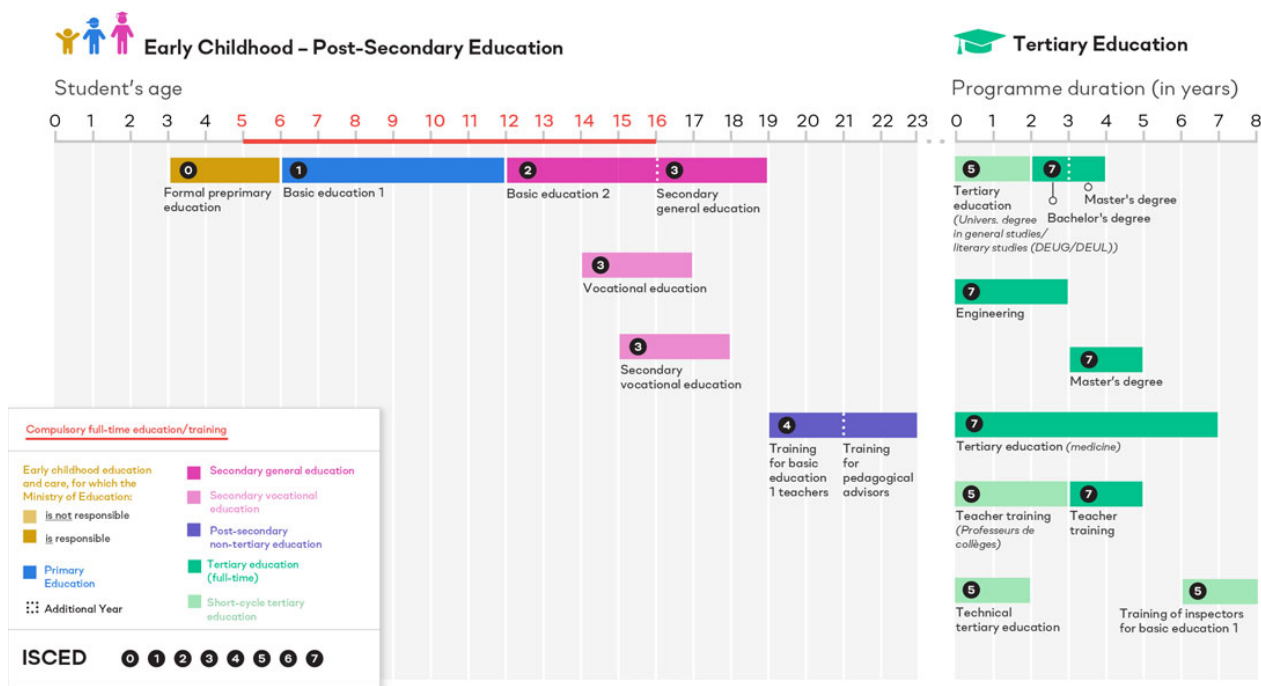 Early Childhood – Post-Secondary Education
Student's age
0 1 2 3 4 5 6 7 8 9 10 11 12 13 14 15 16 17 18 19 20 21 22 23
0
Formal preprimary
education
1
Basic education 1
2
Basic education 2
3
Secondary
general education
3
Vocational education
3
Secondary
vocational education
4
Training
for basic
education
1 teachers
Training
for
pedagogical
advisors
Tertiary Education
Programme duration (in years)
0 1 2 3 4 5 6 7 8
5
Tertiary
education
(Univers. degree
in general studies/
literary studies (DEUG/DEUL))
7
Master's degree
Bachelor's degree
7
Engineering
7
Master's degree
7
Tertiary education (medicine)
5
Teacher training
(Professeurs de
collèges)
7
Teacher
training
5
Technical
tertiary education
5
Training of inspectors
for basic education 1
Compulsory full-time education/training
Early childhood education
and care, for which the
Ministry of Education:
is not responsible
is responsible
Primary
Education
Additional Year
Secondary general education
Secondary vocational
education
Post-secondary
non-tertiary education
Tertiary education
(full-time)
Short-cycle tertiary
education
ISCED 0 1 2 3 4 5 6 7